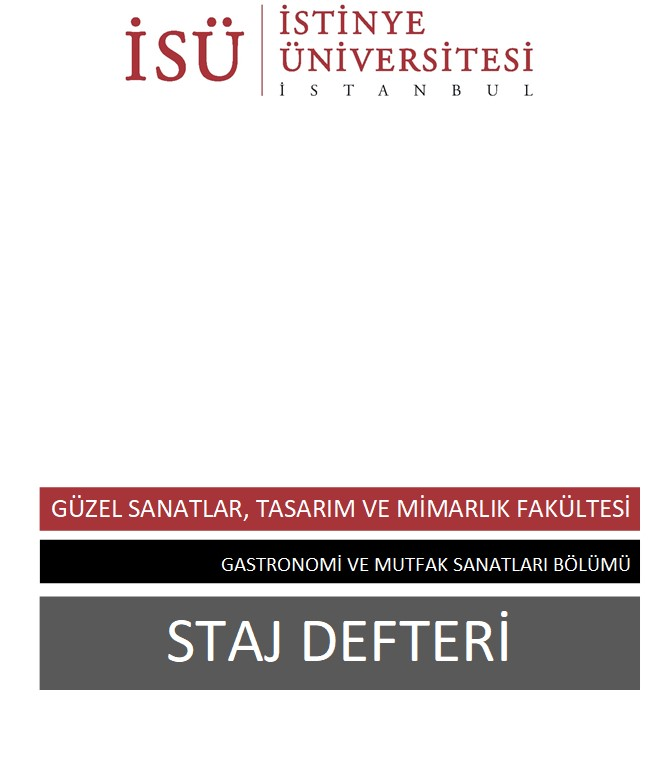 İSÜ
İSTİNYE
ÜNİVERSİTESİ
İSTANBUL
GÜZEL SANATLAR, TASARIM VE MİMARLIK FAKÜLTESİ
GASTRONOMİ VE MUTFAK SANATLARI BÖLÜMÜ
STAJ DEFTERİ